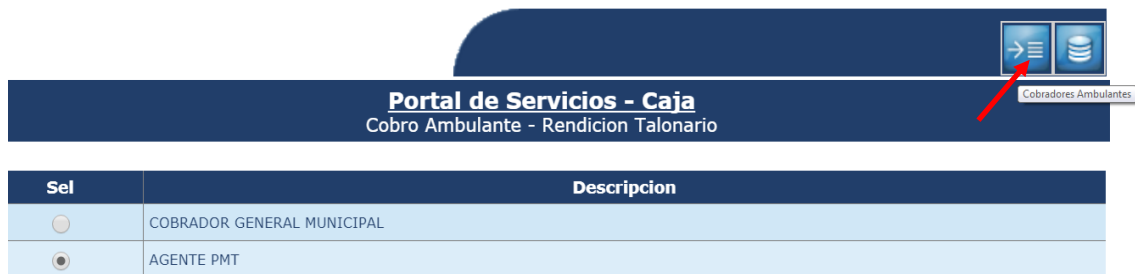 Cobradores Ambulantes
Portal de Servicios - Caja
Cobro Ambulante - Rendicion Talonario
Sel Descripcion
COBRADOR GENERAL MUNICIPAL
AGENTE PMT